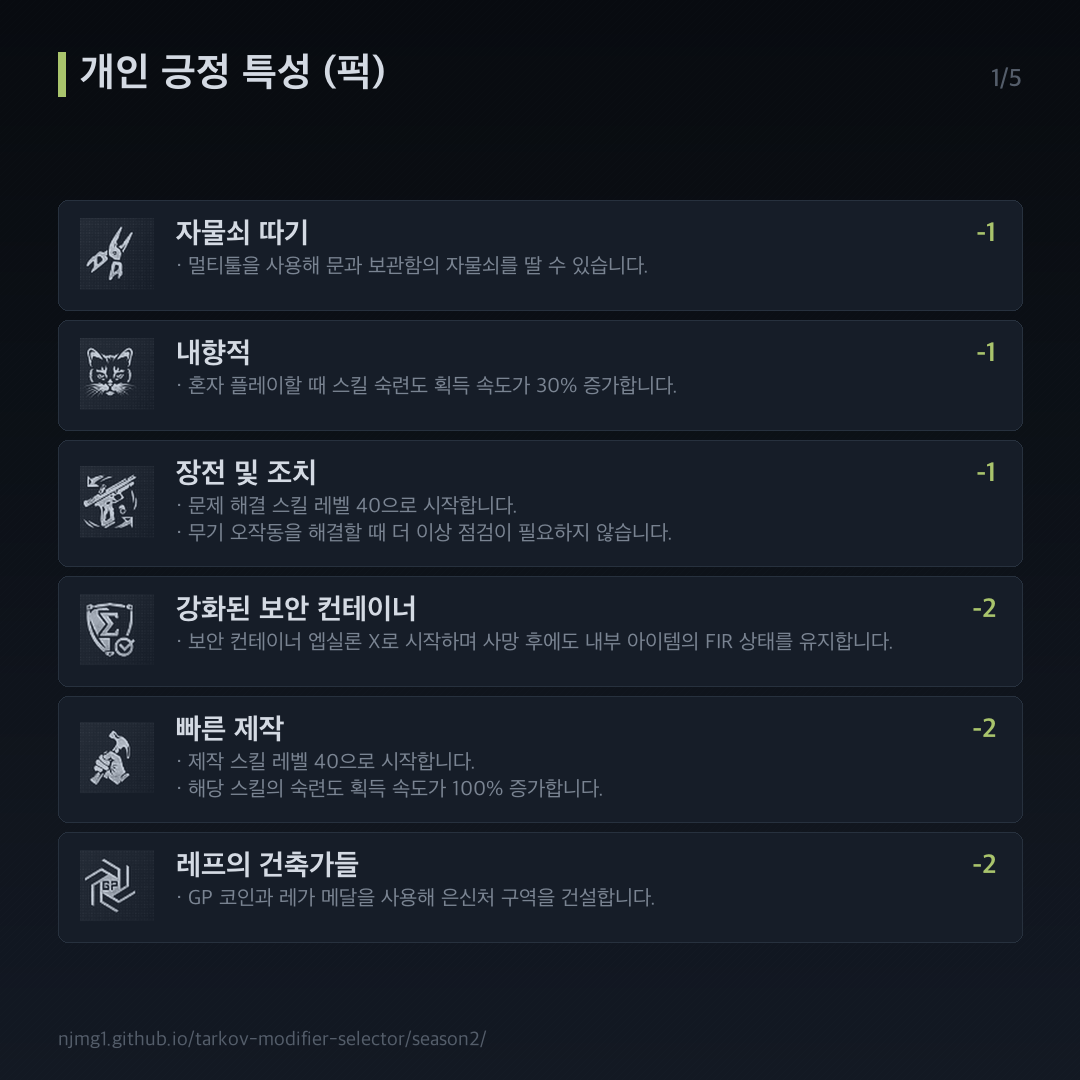 개인 긍정 특성 (퍽)
1/5
자물쇠 따기
-1
· 멀티툴을 사용해 문과 보관함의 자물쇠를 딸 수 있습니다.
내향적
-1
· 혼자 플레이할 때 스킬 숙련도 획득 속도가 30% 증가합니다.
장전 및 조치
-1
· 문제 해결 스킬 레벨 40으로 시작합니다.
· 무기 오작동을 해결할 때 더 이상 점검이 필요하지 않습니다.
강화된 보안 컨테이너
-2
· 보안 컨테이너 엡실론 X로 시작하며 사망 후에도 내부 아이템의 FIR 상태를 유지합니다.
빠른 제작
-2
· 제작 스킬 레벨 40으로 시작합니다.
· 해당 스킬의 숙련도 획득 속도가 100% 증가합니다.
GP
레프의 건축가들
-2
· GP 코인과 레가 메달을 사용해 은신처 구역을 건설합니다.
njmg1.github.io/tarkov-modifier-selector/season2/